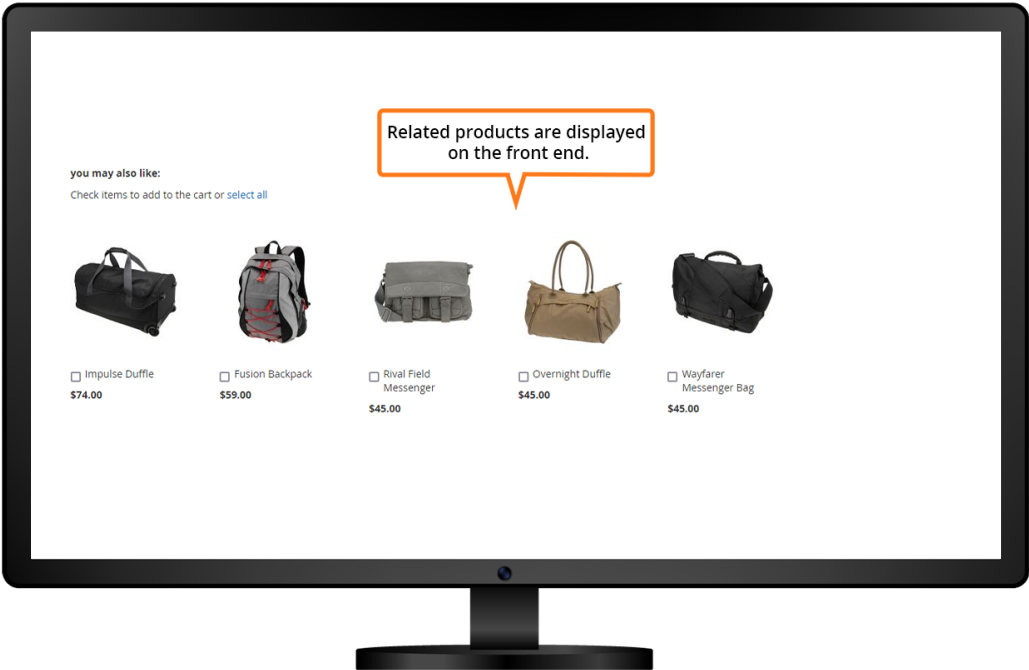 Related products are displayed
on the front end.
you may also like:
Check items to add to the cart or select all
Impulse Duffle
$74.00
Fusion Backpack
$59.00
Rival Field
Messenger
$45.00
Overnight Duffle
$45.00
Wayfarer
Messenger Bag
$45.00